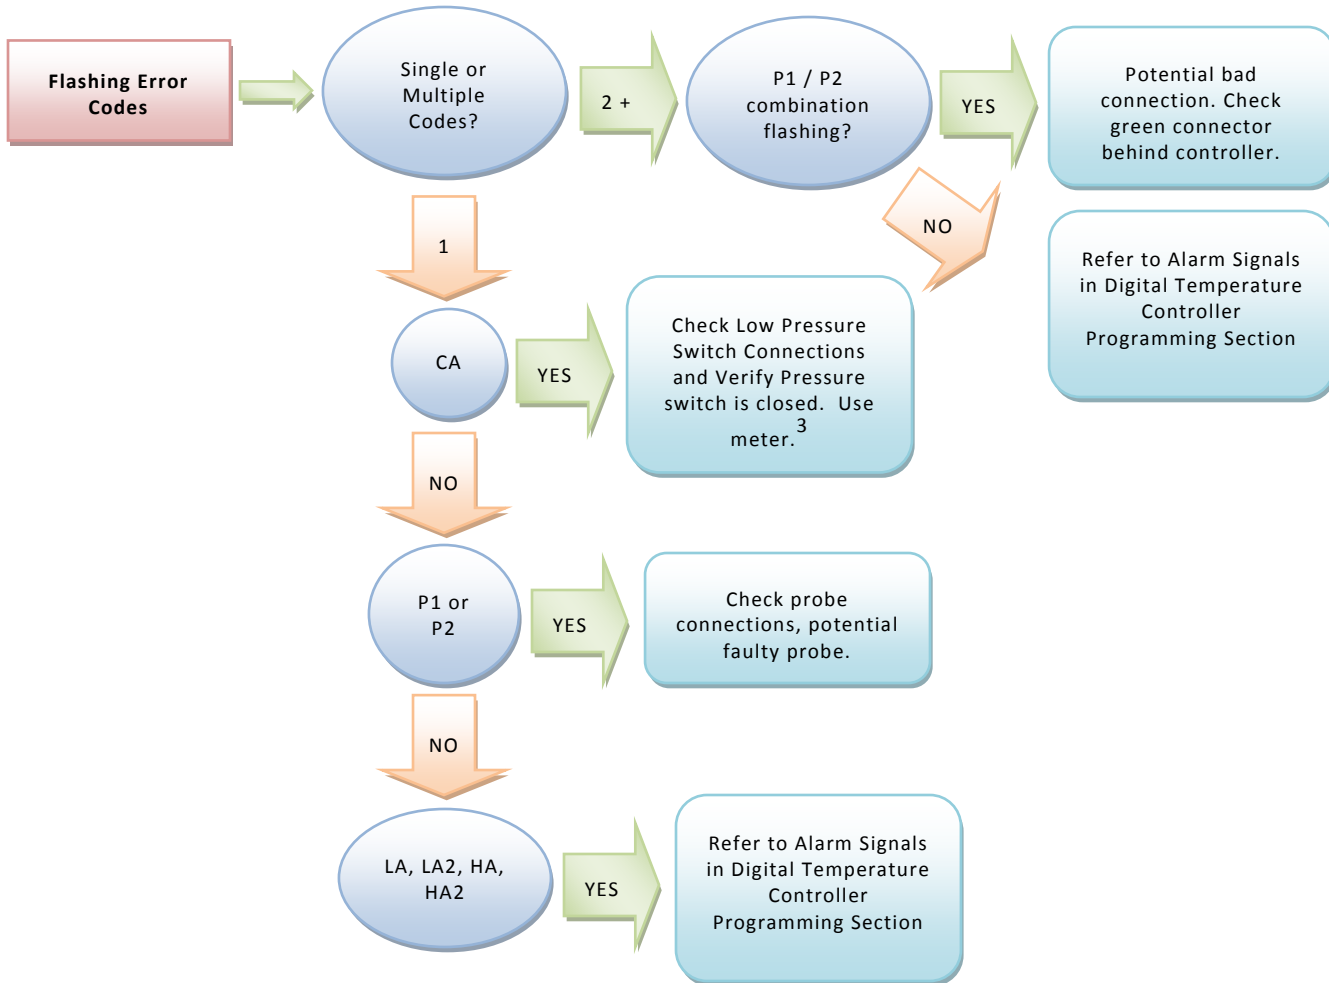 Flashing Error
Codes
Single or
Multiple
Codes?
2 +
P1 / P2
combination
flashing?
YES
Potential bad
connection. Check
green connector
behind controller.
NO
Refer to Alarm Signals
in Digital Temperature
Controller
Programming Section
1
CA
YES
Check Low Pressure
Switch Connections
and Verify Pressure
switch is closed. Use
meter.3
NO
P1 or
P2
YES
Check probe
connections, potential
faulty probe.
NO
LA, LA2, HA,
HA2
YES
Refer to Alarm Signals
in Digital Temperature
Controller
Programming Section